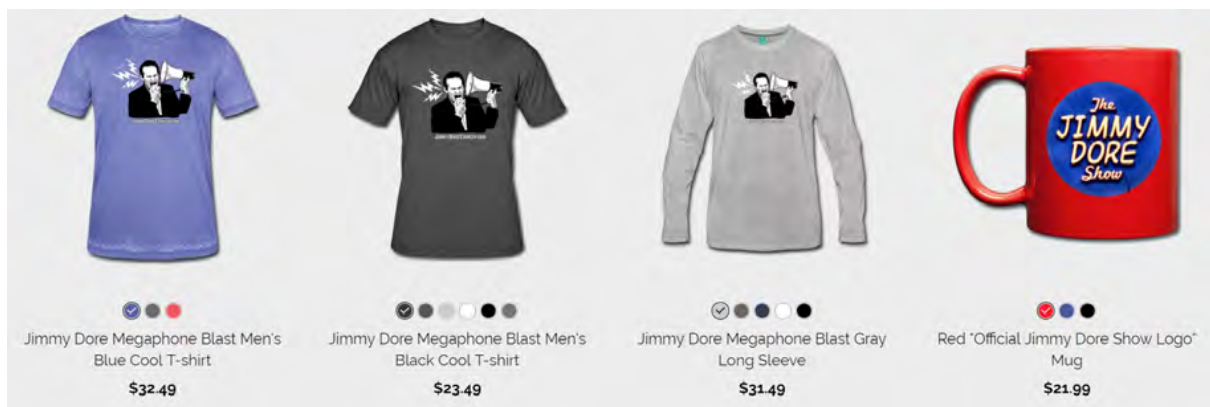 The
JIMMY
DORE
Show
Jimmy Dore Megaphone Blast Men's
Blue Cool T-shirt
$32.49
Jimmy Dore Megaphone Blast Men's
Black Cool T-shirt
$23.49
Jimmy Dore Megaphone Blast Gray
Long Sleeve
$31.49
Red "Official Jimmy Dore Show Logo"
Mug
$21.99